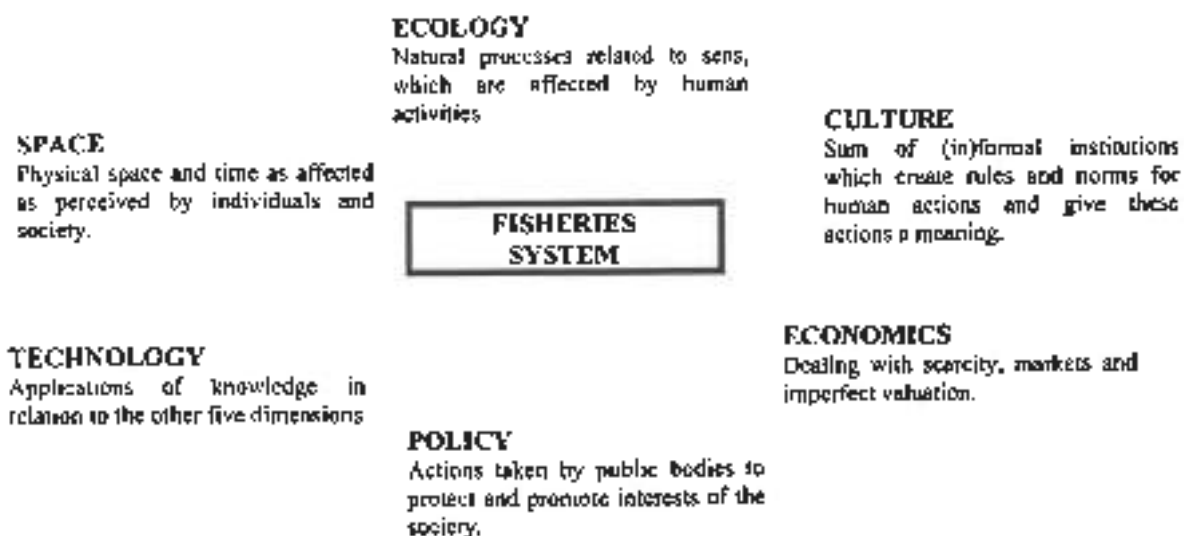 ECOLOGY
Natural processes related to seas,
which are affected by human
activities
SPACE
Physical space and time as affected
as perceived by individuals and
society.
CULTURE
Sum of (in)formal institutions
which create rules and norms for
human actions and give these
actions a meaning.
FISHERIES
SYSTEM
TECHNOLOGY
Applications of knowledge in
relation to the other five dimensions
ECONOMICS
Dealing with scarcity, markets and
imperfect valuation.
POLICY
Actions taken by public bodies to
protect and promote interests of the
society.